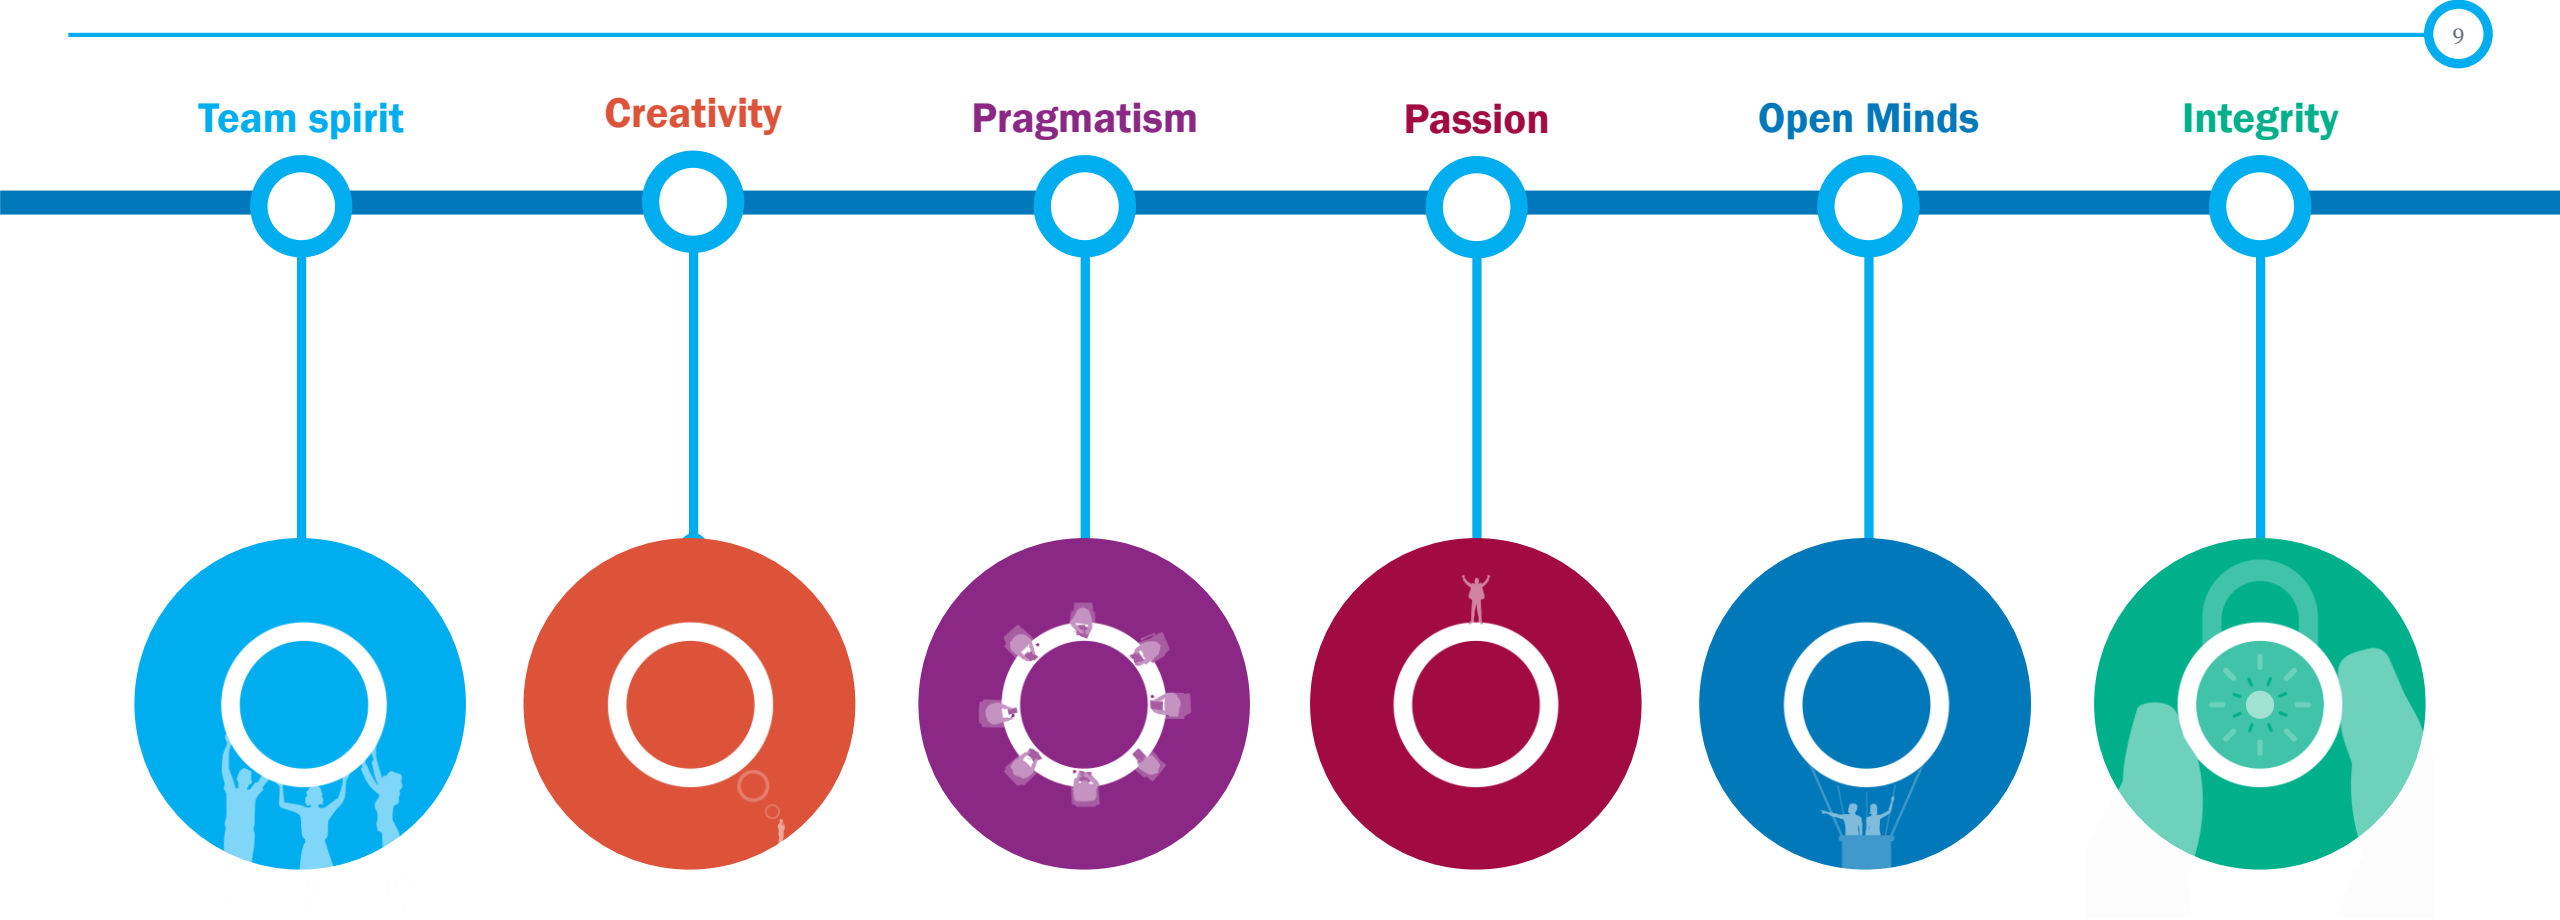 9
Team spirit
Creativity
Pragmatism
Passion
Open Minds
Integrity